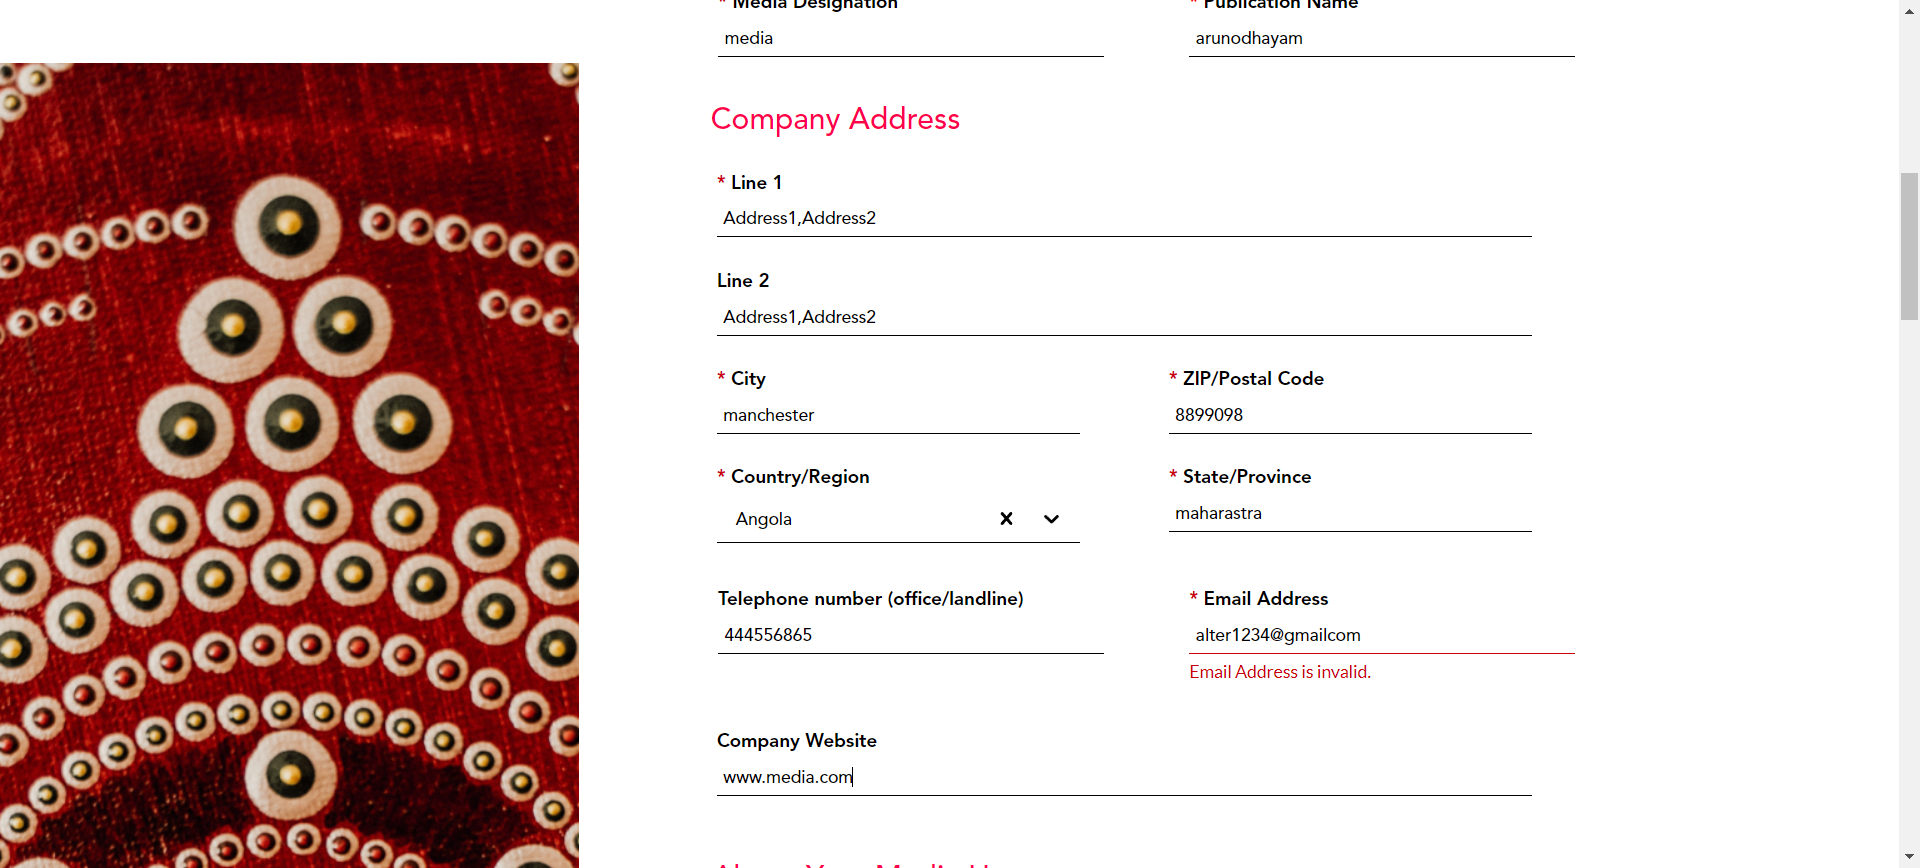 * Media Designation
* Publication Name
media
arunodhayam
Company Address
* Line 1
Address1,Address2
Line 2
Address1,Address2
* City
* ZIP/Postal Code
manchester
8899098
* Country/Region
* State/Province
Angola
maharastra
Telephone number (office/landline)
* Email Address
444556865
alter1234@gmailcom
Email Address is invalid.
Company Website
www.media.com